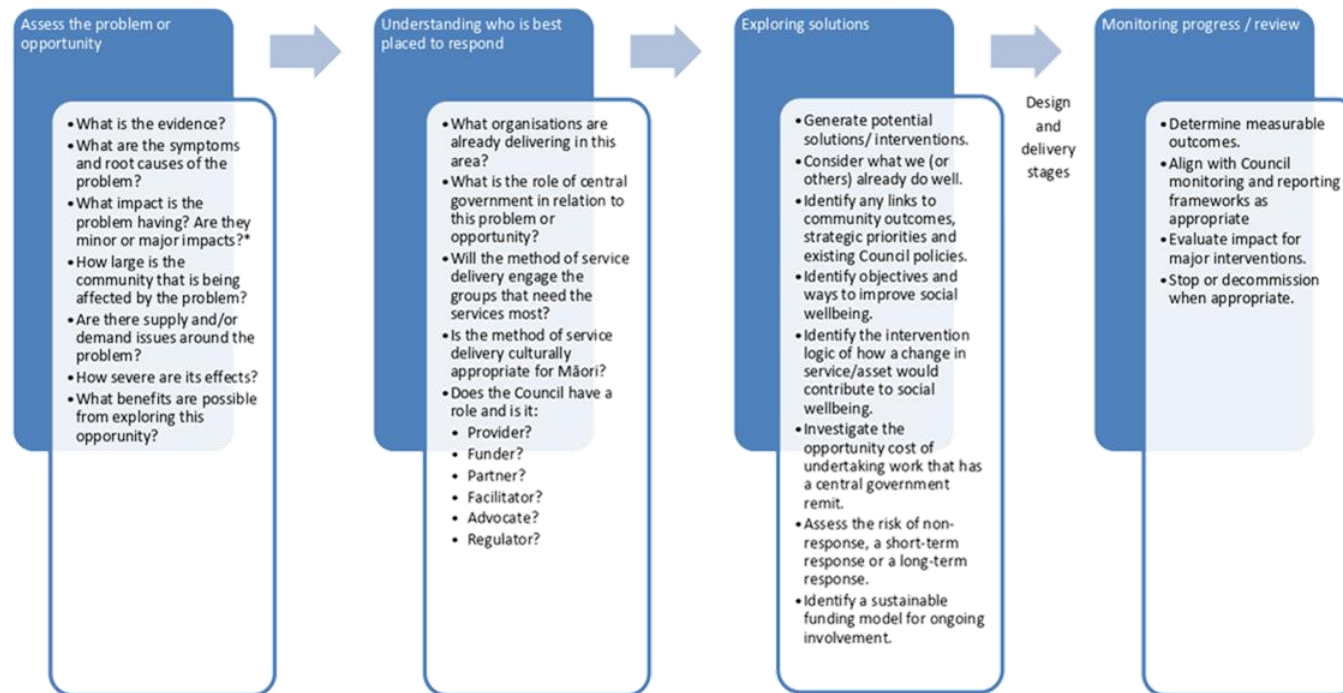 Assess the problem or
opportunity
• What is the evidence?
• What are the symptoms
and root causes of the
problem?
• What impact is the
problem having? Are they
minor or major impacts?*
• How large is the
community that is being
affected by the problem?
• Are there supply and/or
demand issues around the
problem?
• How severe are its effects?
• What benefits are possible
from exploring this
opporunity?
Understanding who is best
placed to respond
• What organisations are
already delivering in this
area?
• What is the role of central
government in relation to
this problem or
opportunity?
• Will the method of service
delivery engage the
groups that need the
services most?
• Is the method of service
delivery culturally
appropriate for Māori?
• Does the Council have a
role and is it:
• Provider?
• Funder?
• Partner?
• Facilitator?
• Advocate?
• Regulator?
Exploring solutions
• Generate potential
solutions/ interventions.
• Consider what we (or
others) already do well.
• Identify any links to
community outcomes,
strategic priorities and
existing Council policies.
• Identify objectives and
ways to improve social
wellbeing.
• Identify the intervention
logic of how a change in
service/asset would
contribute to social
wellbeing.
• Investigate the
opportunity cost of
undertaking work that has
a central government
remit.
• Assess the risk of non-
response, a short-term
response or a long-term
response.
• Identify a sustainable
funding model for ongoing
involvement.
Design
and
delivery
stages
Monitoring progress / review
• Determine measurable
outcomes.
• Align with Council
monitoring and reporting
frameworks as
appropriate
• Evaluate impact for
major interventions.
• Stop or decommission
when appropriate.